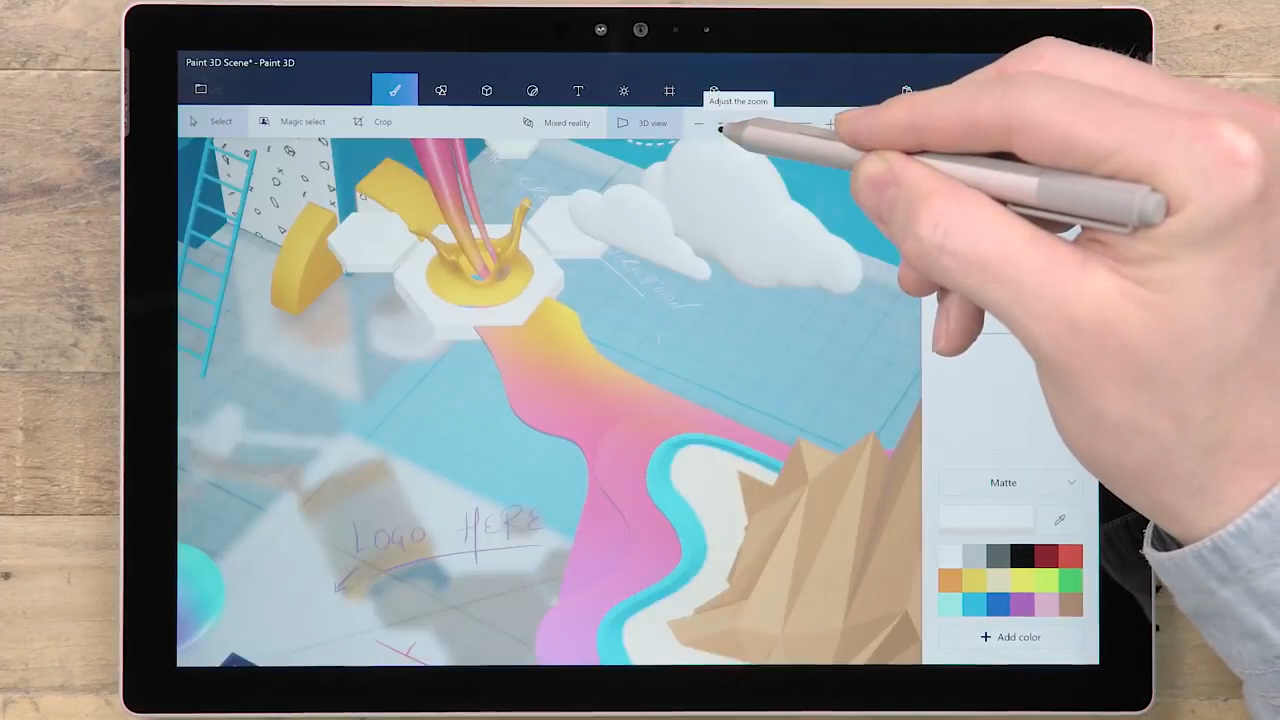 Paint 3D Scene* - Paint 3D
Adjust the zoom
Select
Magic select
Crop
Mixed reality
3D view
LOGO HERE
Matte
Add color